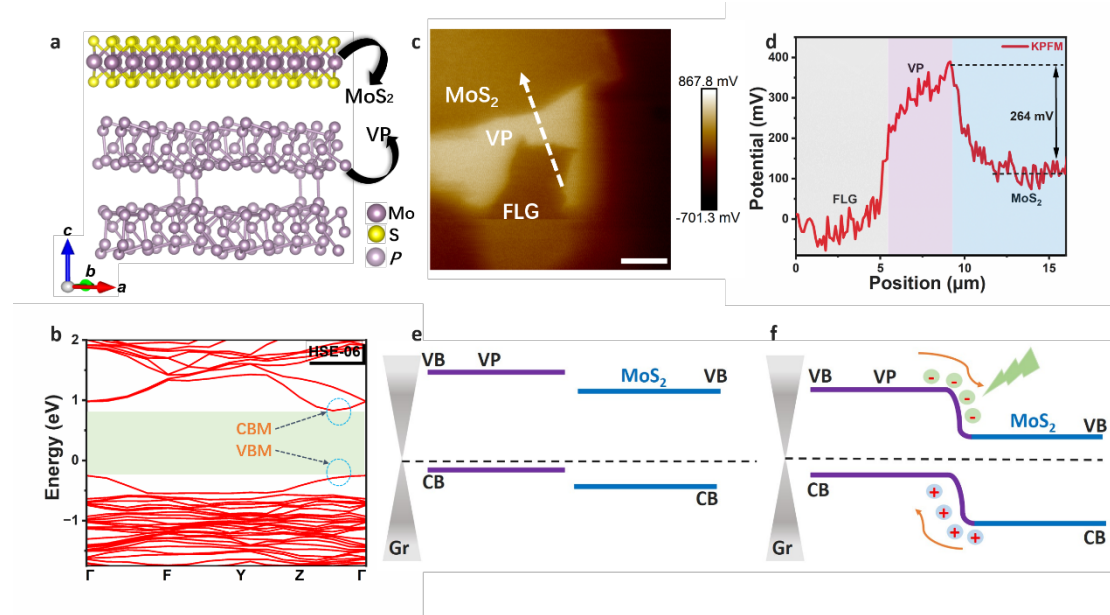 a
MoS2
VP
Mo
S
P
c
b
a
c
MoS2
VP
FLG
867.8 mV
-701.3 mV
d
KPFM
VP
264 mV
FLG
MoS2
400
300
200
100
0
Potential (mV)
0
5
10
15
Position (μm)
b
HSE-06
2
1
0
−1
Energy (eV)
CBM
VBM
Γ
F
Y
Z
Γ
e
VB
VP
MoS2
VB
CB
CB
Gr
f
VB
VP
MoS2
VB
CB
CB
Gr
- - - -
+ + + +